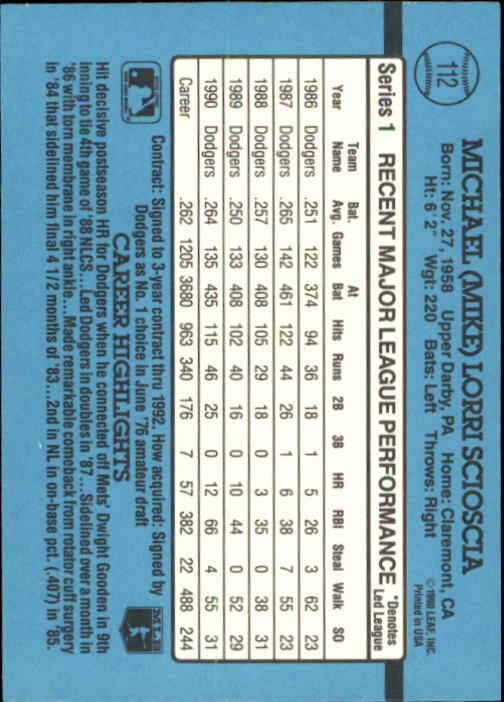 112
MICHAEL (MIKE) LORRI SCIOSCIA
Born: Nov. 27, 1958 Upper Darby, PA Home: Claremont, CA
Ht: 6' 2" Wgt: 220 Bats: Left Throws: Right
©1990 LEAF, INC.
Printed in USA
Series 1 RECENT MAJOR LEAGUE PERFORMANCE *Denotes Led League
Year Team Name Bat. Avg. Games At Bat Hits Runs 2B 3B HR RBI Steal Walk SO
1986 Dodgers .251 122 374 94 36 18 1 5 26 3 62 23
1987 Dodgers .265 142 461 122 44 26 1 6 38 7 55 23
1988 Dodgers .257 130 408 105 29 18 0 3 35 0 38 31
1989 Dodgers .250 133 408 102 40 16 0 10 44 0 52 29
1990 Dodgers .264 135 435 115 46 25 0 12 66 4 55 31
Career .262 1205 3680 963 340 176 7 57 382 22 488 244
Contract: Signed to 3-year contract thru 1992. How acquired: Signed by
Dodgers as No. 1 choice in June '76 amateur draft
MLB
CAREER HIGHLIGHTS
Hit decisive postseason HR for Dodgers when he connected off Mets' Dwight Gooden in 9th
inning to tie 4th game of '88 NLCS...Led Dodgers in doubles in '87...Sidelined over a month in
'86 with torn membrane in right ankle....Made remarkable comeback from rotator cuff surgery
in '84 that sidelined him final 4 1/2 months of '83...2nd in NL in on-base pct. (.407) in '85.